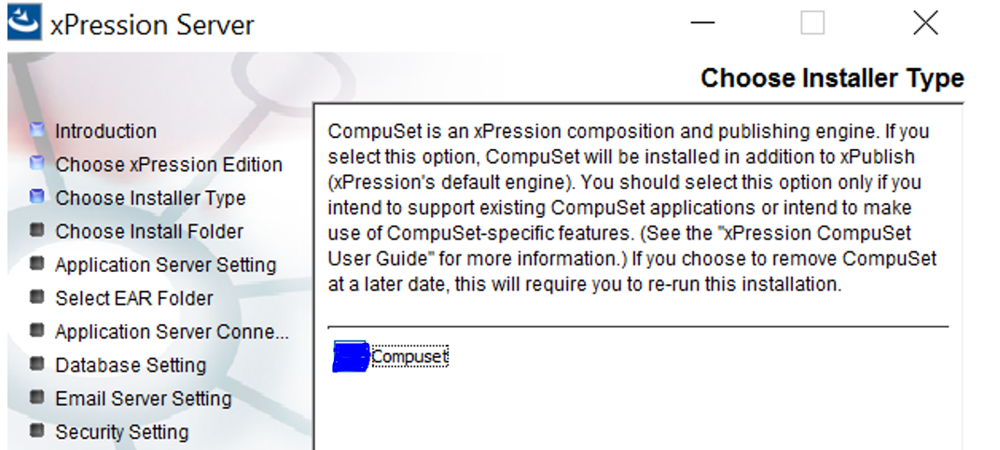 xPression Server
Choose Installer Type
Introduction
Choose xPression Edition
Choose Installer Type
Choose Install Folder
Application Server Setting
Select EAR Folder
Application Server Conne...
Database Setting
Email Server Setting
Security Setting
CompuSet is an xPression composition and publishing engine. If you
select this option, CompuSet will be installed in addition to xPublish
(xPression's default engine). You should select this option only if you
intend to support existing CompuSet applications or intend to make
use of CompuSet-specific features. (See the "xPression CompuSet
User Guide" for more information.) If you choose to remove CompuSet
at a later date, this will require you to re-run this installation.
Compuset